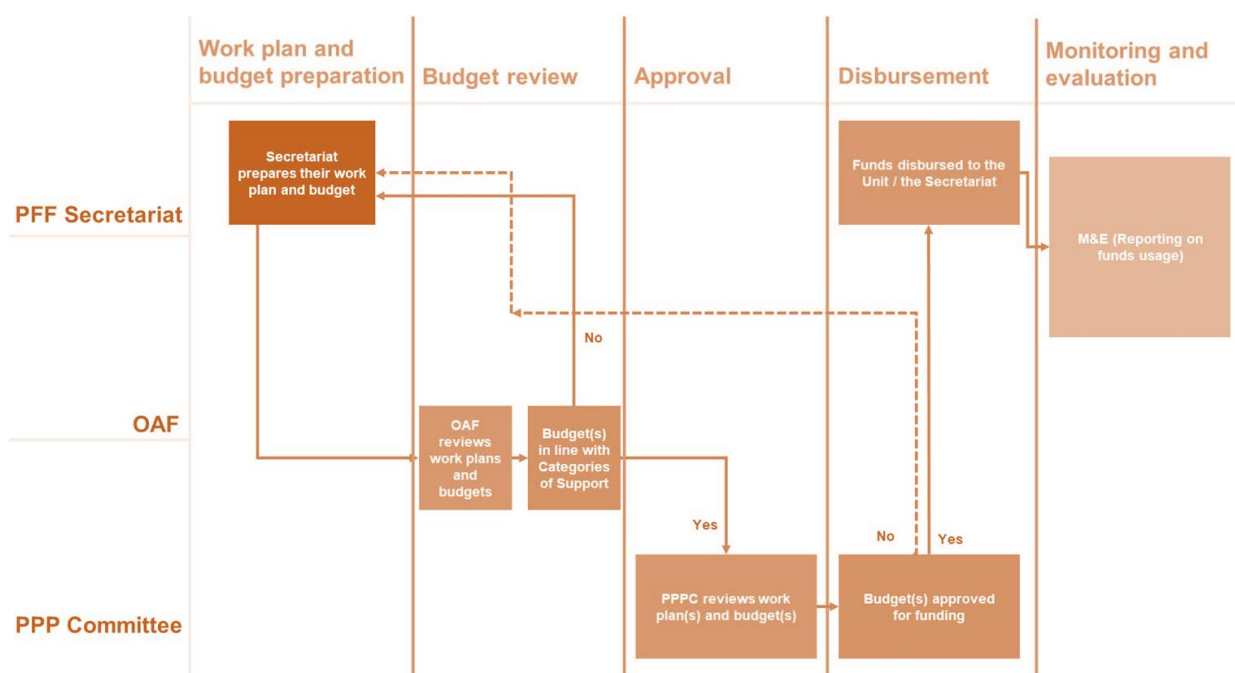 Work plan and
budget preparation
Budget review
Approval
Disbursement
Monitoring and
evaluation
PFF Secretariat
Secretariat
prepares their work
plan and budget
Funds disbursed to the
Unit / the Secretariat
M&E (Reporting on
funds usage)
No
OAF
OAF
reviews
work plans
and
budgets
Budget(s)
in line with
Categories
of Support
Yes
No
Yes
PPP Committee
PPPC reviews work
plan(s) and budget(s)
Budget(s) approved
for funding